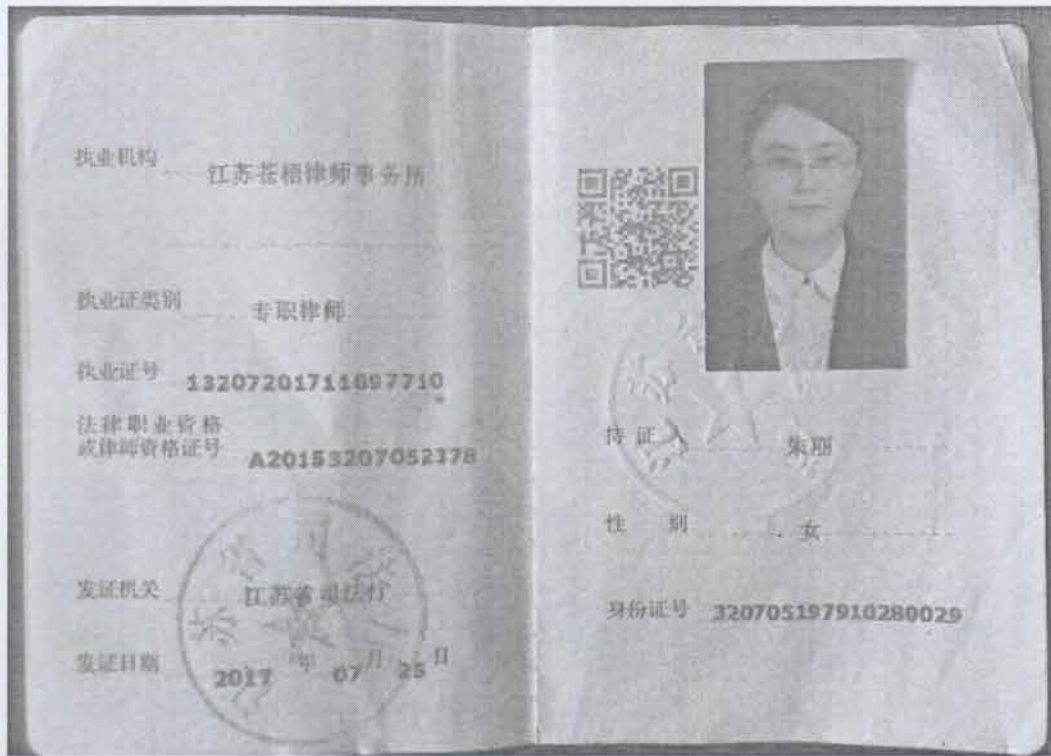 执业机构 江苏苍梧律师事务所
执业证类别 专职律师
执业证号 13207201711697710
法律职业资格
或律师资格证号 A20153207052378
发证机关 江苏省司法厅
发证日期 2017 年 07 月 25 日
持证人 朱丽
性别 女
身份证号 320705197910280029